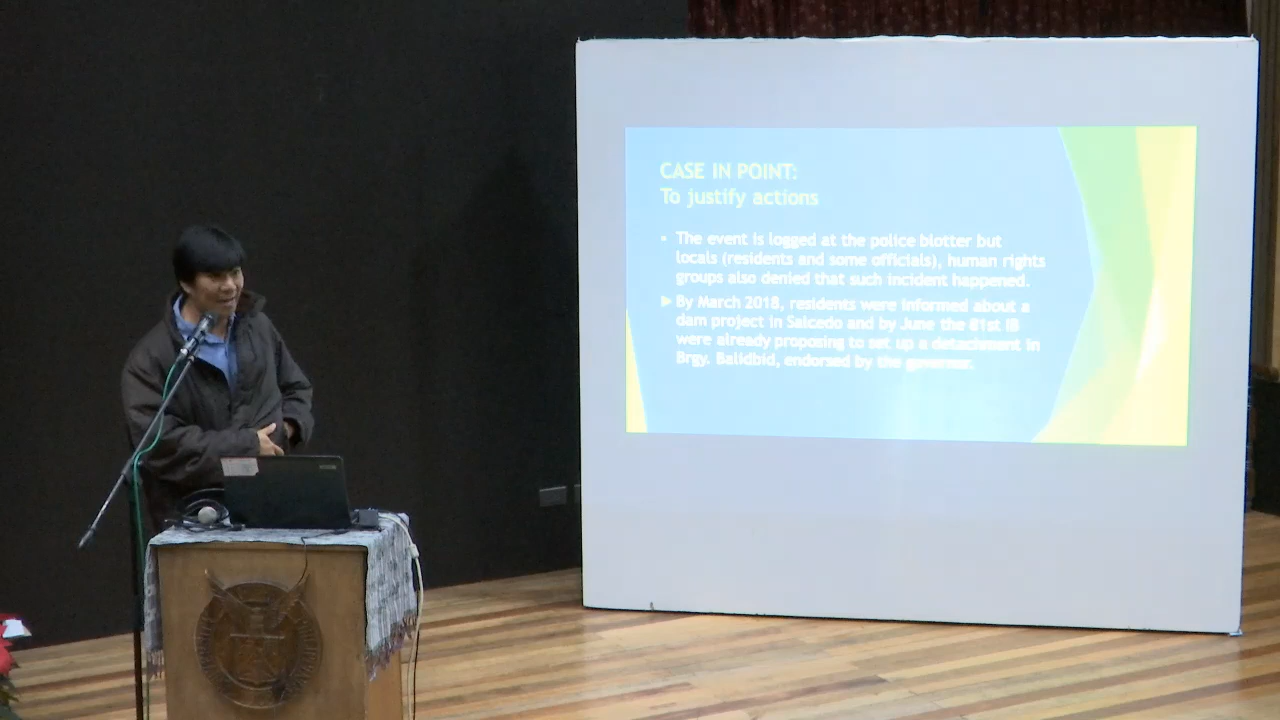 CASE IN POINT:
To justify actions
The event is logged at the police blotter but
locals (residents and some officials), human rights
groups also denied that such incident happened.
By March 2018, residents were informed about a
dam project in Salcedo and by June the 81st IB
were already proposing to set up a detachment in
Brgy. Balidbid, endorsed by the governor.